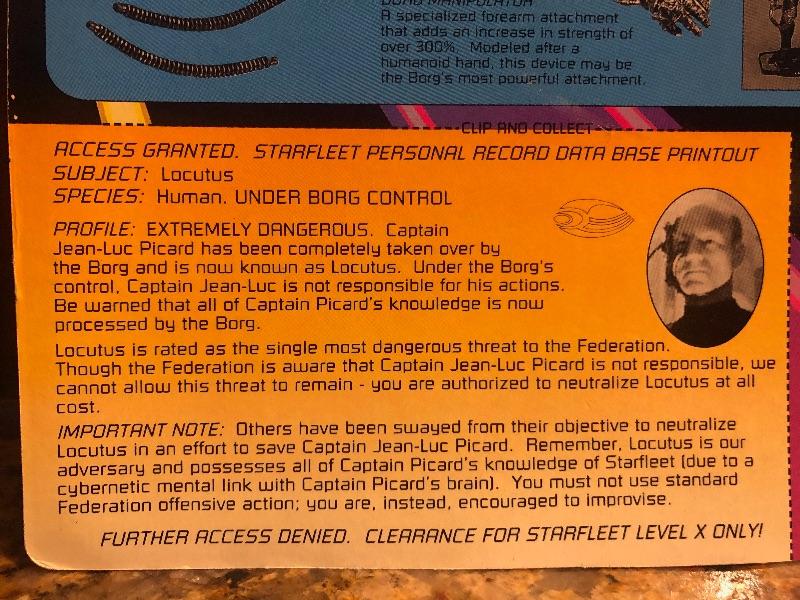 A specialized forearm attachment
that adds an increase in strength of
over 300%. Modeled after a
humanoid hand, this device may be
the Borg's most powerful attachment.
CLIP AND COLLECT
ACCESS GRANTED. STARFLEET PERSONAL RECORD DATA BASE PRINTOUT
SUBJECT: Locutus
SPECIES: Human. UNDER BORG CONTROL
PROFILE: EXTREMELY DANGEROUS. Captain
Jean-Luc Picard has been completely taken over by
the Borg and is now known as Locutus. Under the Borg's
control, Captain Jean-Luc is not responsible for his actions.
Be warned that all of Captain Picard's knowledge is now
processed by the Borg.
Locutus is rated as the single most dangerous threat to the Federation.
Though the Federation is aware that Captain Jean-Luc Picard is not responsible, we
cannot allow this threat to remain - you are authorized to neutralize Locutus at all
cost.
IMPORTANT NOTE: Others have been swayed from their objective to neutralize
Locutus in an effort to save Captain Jean-Luc Picard. Remember, Locutus is our
adversary and possesses all of Captain Picard's knowledge of Starfleet (due to a
cybernetic mental link with Captain Picard's brain). You must not use standard
Federation offensive action; you are, instead, encouraged to improvise.
FURTHER ACCESS DENIED. CLEARANCE FOR STARFLEET LEVEL X ONLY!